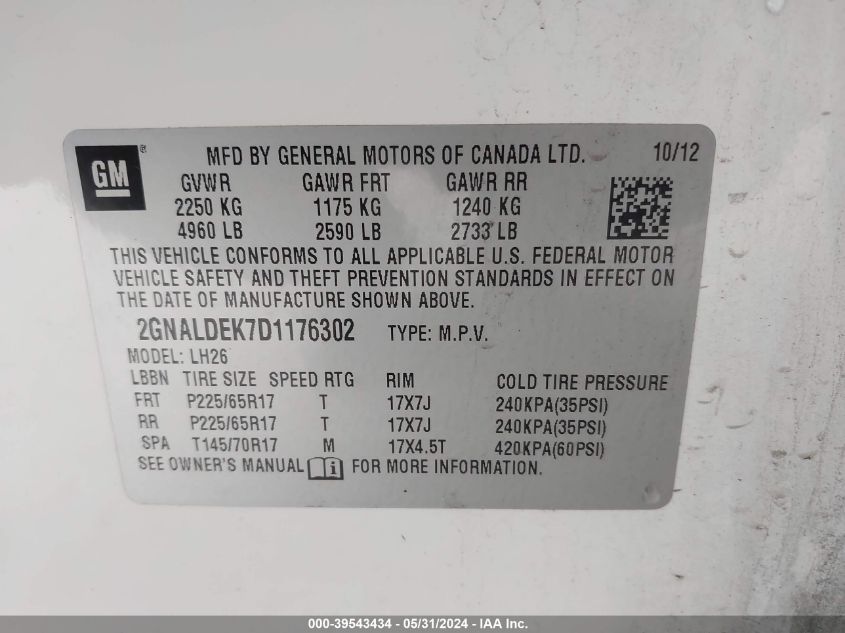 GM ® MFD BY GENERAL MOTORS OF CANADA LTD. 10/12
GVWR GAWR FRT GAWR RR
2250 KG 1175 KG 1240 KG
4960 LB 2590 LB 2733 LB
THIS VEHICLE CONFORMS TO ALL APPLICABLE U.S. FEDERAL MOTOR
VEHICLE SAFETY AND THEFT PREVENTION STANDARDS IN EFFECT ON
THE DATE OF MANUFACTURE SHOWN ABOVE.
2GNALDEK7D1176302 TYPE: M.P.V.
MODEL: LH26
LBBN TIRE SIZE SPEED RTG RIM COLD TIRE PRESSURE
FRT P225/65R17 T 17X7J 240KPA(35PSI)
RR P225/65R17 T 17X7J 240KPA(35PSI)
SPA T145/70R17 M 17X4.5T 420KPA(60PSI)
SEE OWNER'S MANUAL i FOR MORE INFORMATION.
000-39543434 - 05/31/2024 - IAA Inc.